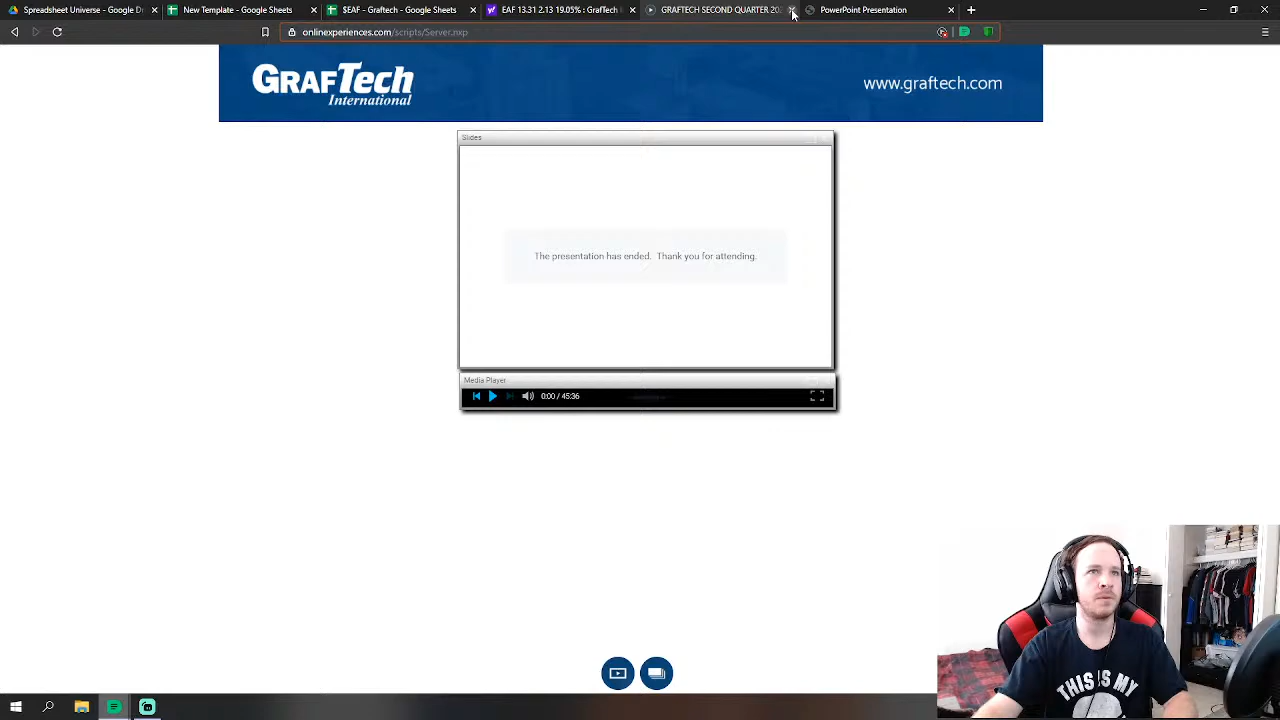 Spreadsheet Universe - Google D
New Template - Google Sheets
$EAF - Graftech - Google Sheets
EAF 13.31 2.13 19.05% : GrafTech
GRAFTECH SECOND QUARTER 20
PowerPoint Presentation
onlinexperiences.com/scripts/Server.nxp
GRAFTECH
International
www.graftech.com
Slides
The presentation has ended. Thank you for attending.
Media Player
0:00 / 45:36
THIS IS MY